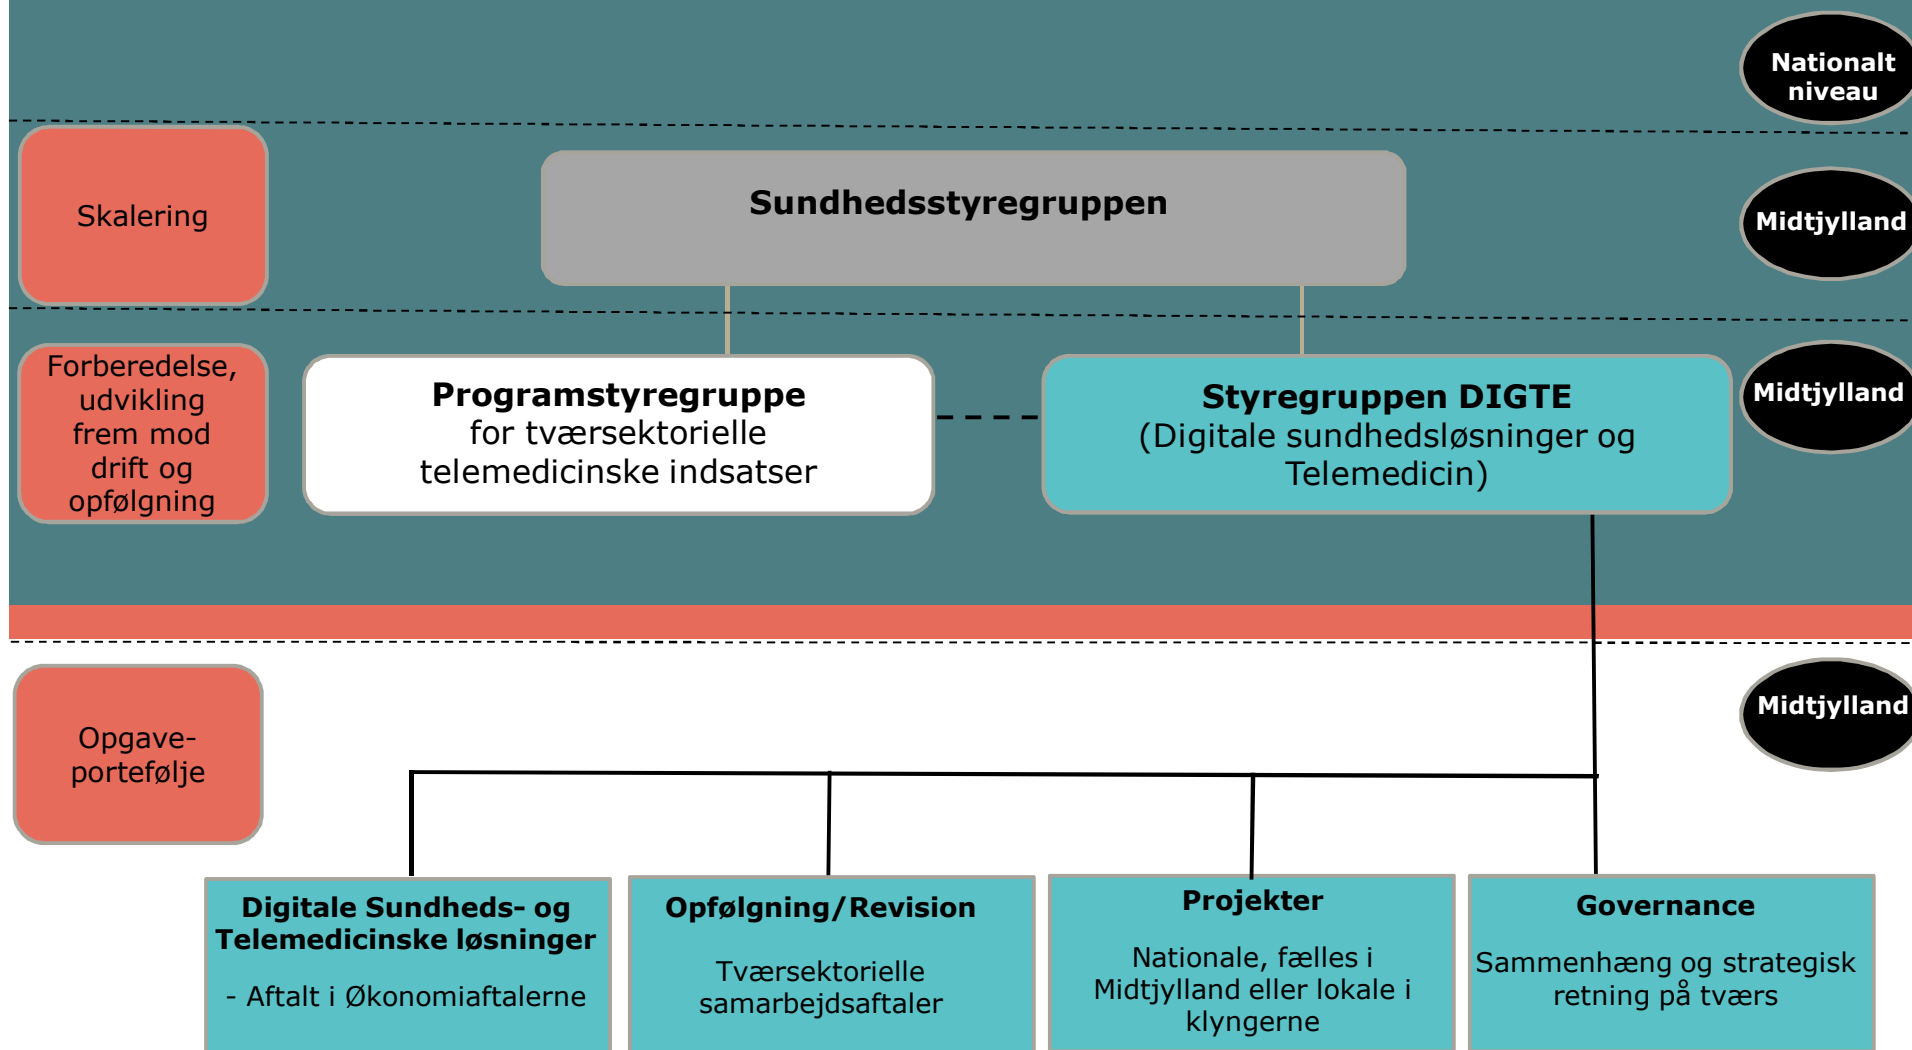 Nationalt
niveau
Skalering
Sundhedsstyregruppen
Midtjylland
Forberedelse,
udvikling
frem mod
drift og
opfølgning
Programstyregruppe
for tværsektorielle
telemedicinske indsatser
Styregruppen DIGTE
(Digitale sundhedsløsninger og
Telemedicin)
Midtjylland
Opgave-
portefølje
Midtjylland
Digitale Sundheds- og
Telemedicinske løsninger
- Aftalt i Økonomiaftalerne
Opfølgning/Revision
Tværsektorielle
samarbejdsaftaler
Projekter
Nationale, fælles i
Midtjylland eller lokale i
klyngerne
Governance
Sammenhæng og strategisk
retning på tværs